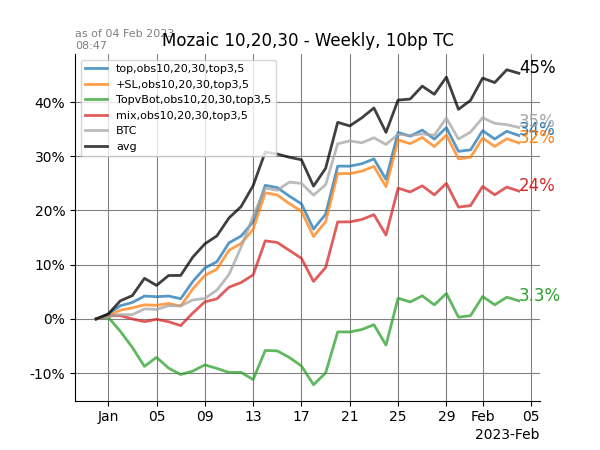 as of 04 Feb 2023
08:47
Mozaic 10,20,30 - Weekly, 10bp TC
top,obs10,20,30,top3,5
+SL,obs10,20,30,top3,5
TopvBot,obs10,20,30,top3,5
mix,obs10,20,30,top3,5
BTC
avg
45%
35%
34%
32%
24%
3.3%
40%
30%
20%
10%
0%
-10%
Jan 05 09 13 17 21 25 29 Feb 05
2023-Feb